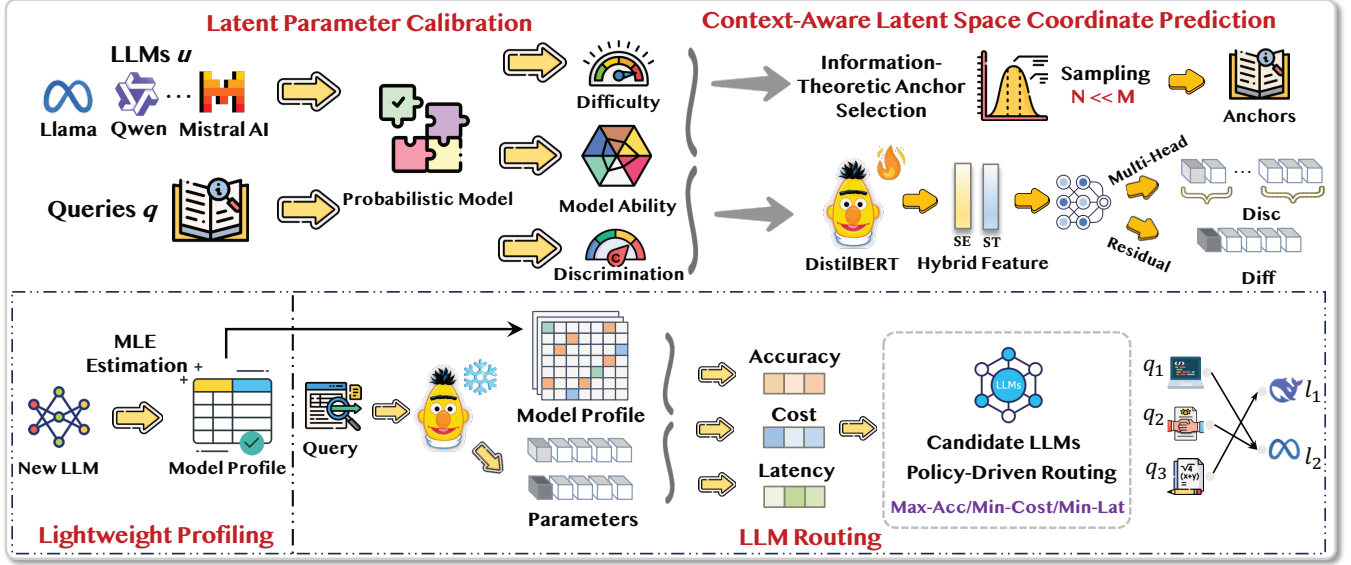 Latent Parameter Calibration
LLMs u
...
Llama
Qwen
Mistral AI
Queries q
Probabilistic Model
Difficulty
Model Ability
C
Discrimination
Context-Aware Latent Space Coordinate Prediction
Information-
Theoretic Anchor
Selection
Sampling
N << M
Anchors
DistilBERT
SE
ST
Hybrid Feature
Multi-Head
Residual
...
Disc
Diff
MLE
Estimation
New LLM
Model Profile
Lightweight Profiling
Query
Model Profile
Parameters
Accuracy
Cost
Latency
LLMs
Candidate LLMs
Policy-Driven Routing
Max-Acc/Min-Cost/Min-Lat
q1
q2
q3
√4
(x+y)
=
l1
l2
LLM Routing